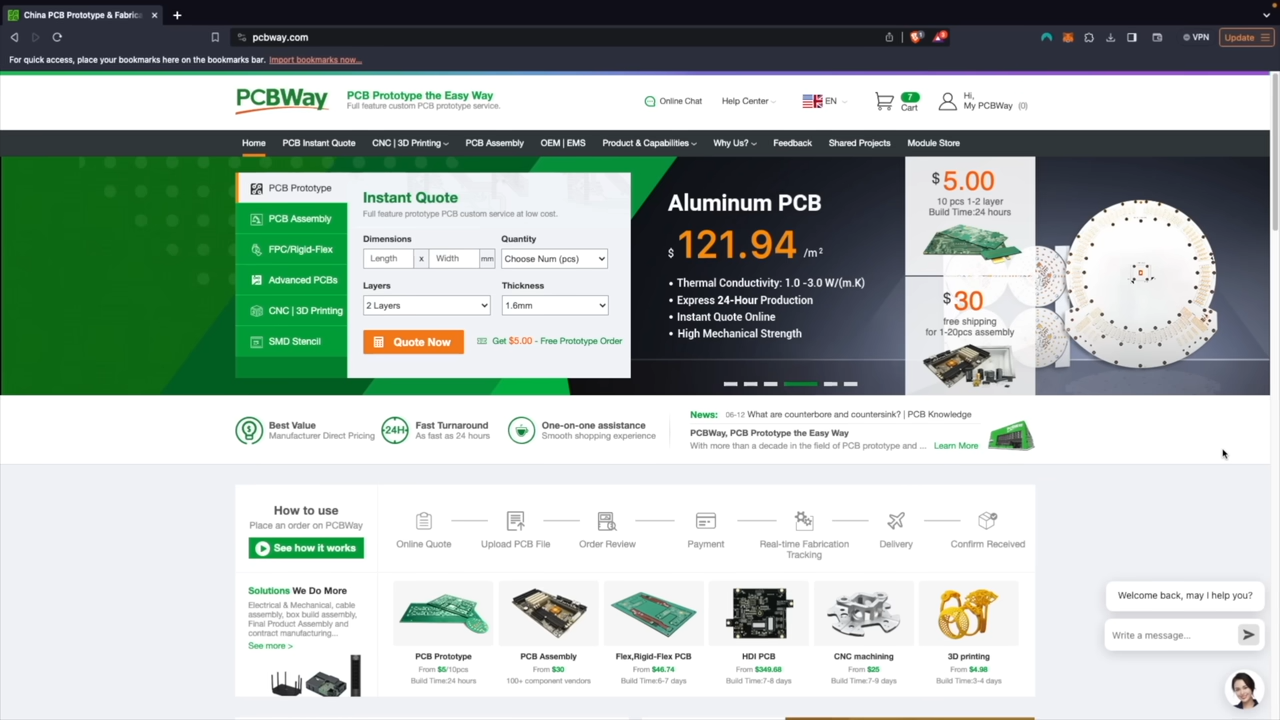 China PCB Prototype & Fabrica
pcbway.com
VPN
Update
For quick access, place your bookmarks here on the bookmarks bar. Import bookmarks now...
PCBWay
PCB Prototype the Easy Way
Full feature custom PCB prototype service.
Online Chat
Help Center
EN
7
Cart
Hi,
My PCBWay (0)
Home
PCB Instant Quote
CNC | 3D Printing
PCB Assembly
OEM | EMS
Product & Capabilities
Why Us?
Feedback
Shared Projects
Module Store
PCB Prototype
PCB Assembly
FPC/Rigid-Flex
Advanced PCBs
CNC | 3D Printing
SMD Stencil
Instant Quote
Full feature prototype PCB custom service at low cost.
Dimensions
Quantity
Length x Width mm
Choose Num (pcs)
Layers
Thickness
2 Layers
1.6mm
Quote Now
Get $5.00 - Free Prototype Order
Aluminum PCB
$ 121.94 /m²
• Thermal Conductivity: 1.0 -3.0 W/(m.K)
• Express 24-Hour Production
• Instant Quote Online
• High Mechanical Strength
$5.00
10 pcs 1-2 layer
Build Time:24 hours
$30
free shipping
for 1-20pcs assembly
Best Value
Manufacturer Direct Pricing
24H
Fast Turnaround
As fast as 24 hours
One-on-one assistance
Smooth shopping experience
News: 06-12 What are counterbore and countersink? | PCB Knowledge
PCBWay, PCB Prototype the Easy Way
With more than a decade in the field of PCB prototype and ... Learn More
How to use
Place an order on PCBWay
See how it works
Online Quote
Upload PCB File
Order Review
Payment
Real-time Fabrication
Tracking
Delivery
Confirm Received
Solutions We Do More
Electrical & Mechanical, cable
assembly, box build assembly,
Final Product Assembly and
contract manufacturing...
See more >
PCB Prototype
From $5/10pcs
Build Time:24 hours
PCB Assembly
From $30
100+ component vendors
Flex,Rigid-Flex PCB
From $46.74
Build Time:6-7 days
HDI PCB
From $349.68
Build Time:7-8 days
CNC machining
From $25
Build Time:7-9 days
3D printing
From $4.98
Build Time:3-4 days
Welcome back, may I help you?
Write a message...